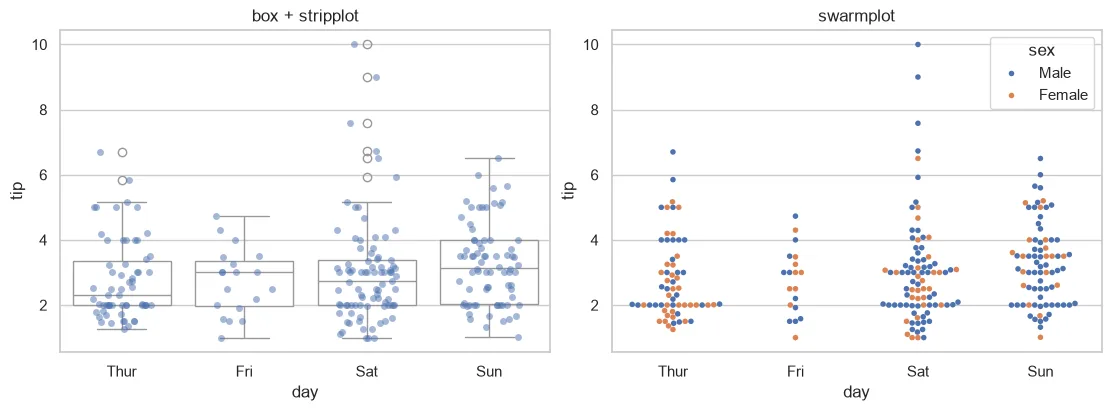 box + stripplot
10
8
6
4
2
tip
Thur Fri Sat Sun
day
swarmplot
10
8
6
4
2
tip
sex
Male
Female
Thur Fri Sat Sun
day